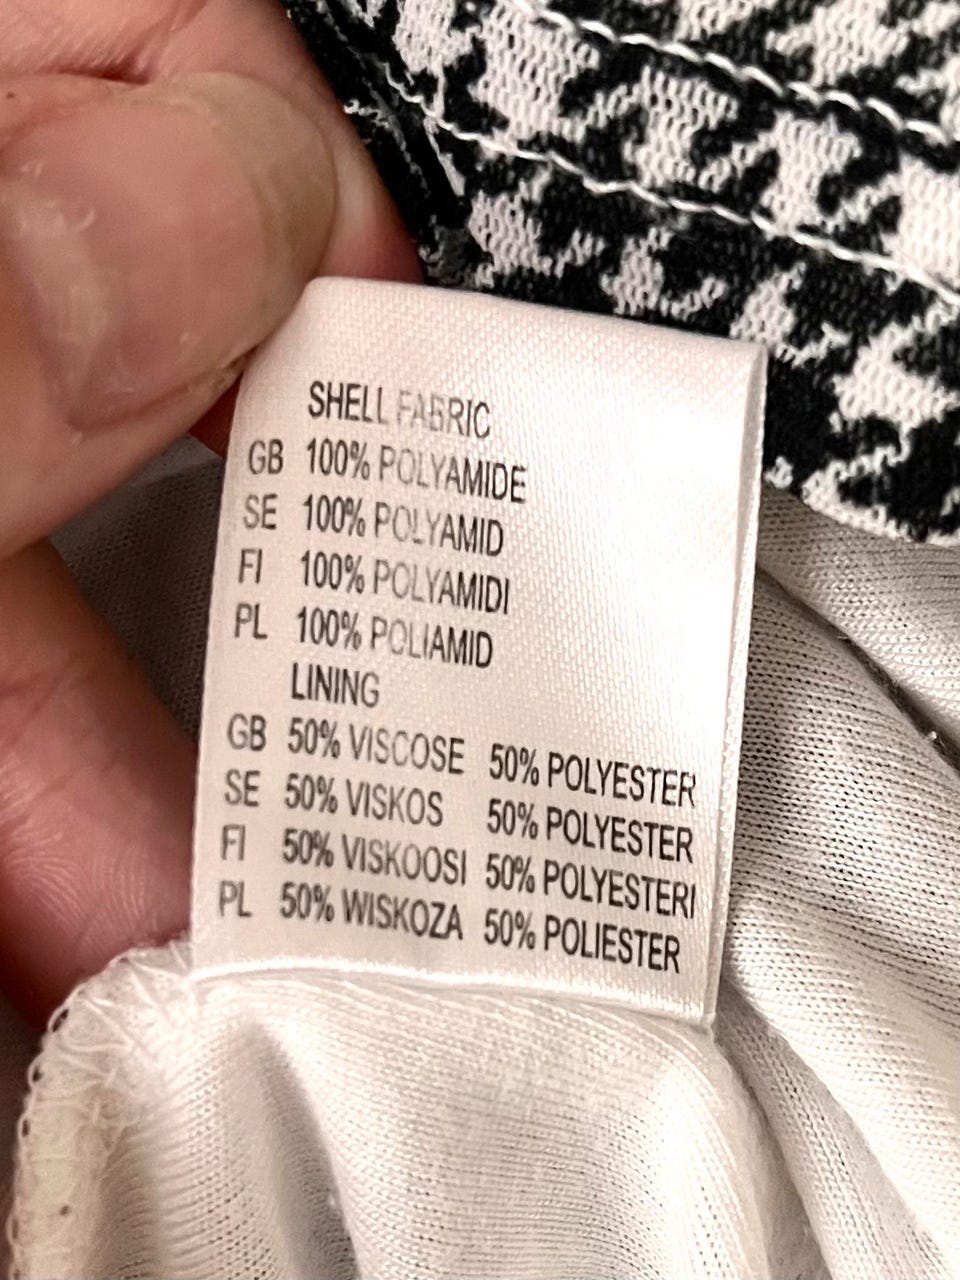 SHELL FABRIC
GB 100% POLYAMIDE
SE 100% POLYAMID
FI 100% POLYAMIDI
PL 100% POLIAMID
LINING
GB 50% VISCOSE 50% POLYESTER
SE 50% VISKOS 50% POLYESTER
FI 50% VISKOOSI 50% POLYESTERI
PL 50% WISKOZA 50% POLIESTER